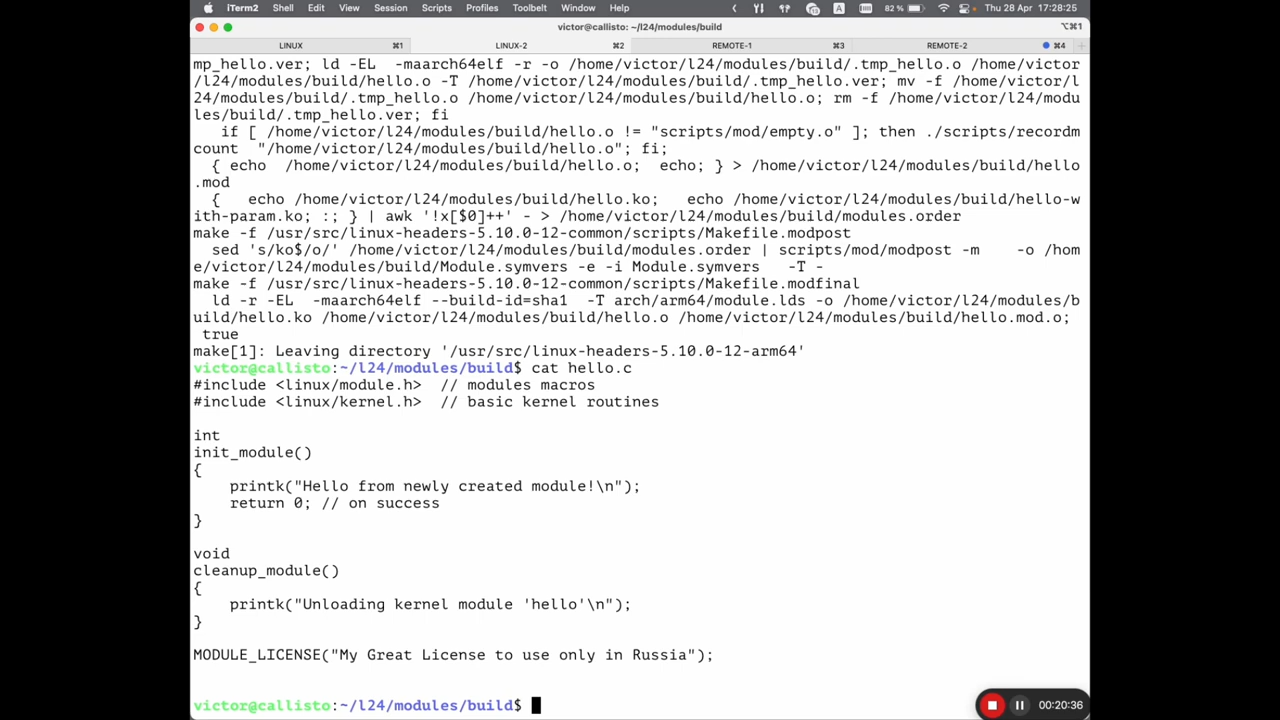 iTerm2 Shell Edit View Session Scripts Profiles Toolbelt Window Help A 82 % Thu 28 Apr 17:28:25
victor@callisto: ~/l24/modules/build ⌥⌘1
LINUX ⌘1 LINUX-2 ⌘2 REMOTE-1 ⌘3 REMOTE-2 ⌘4 +
mp_hello.ver; ld -EL  -maarch64elf -r -o /home/victor/l24/modules/build/.tmp_hello.o /home/victor
/l24/modules/build/hello.o -T /home/victor/l24/modules/build/.tmp_hello.ver; mv -f /home/victor/l
24/modules/build/.tmp_hello.o /home/victor/l24/modules/build/hello.o; rm -f /home/victor/l24/modu
les/build/.tmp_hello.ver; fi
   if [ /home/victor/l24/modules/build/hello.o != "scripts/mod/empty.o" ]; then ./scripts/recordm
count  "/home/victor/l24/modules/build/hello.o"; fi;
  { echo  /home/victor/l24/modules/build/hello.o;  echo; } > /home/victor/l24/modules/build/hello
.mod
  {   echo /home/victor/l24/modules/build/hello.ko;   echo /home/victor/l24/modules/build/hello-w
ith-param.ko; :; } | awk '!x[$0]++' - > /home/victor/l24/modules/build/modules.order
make -f /usr/src/linux-headers-5.10.0-12-common/scripts/Makefile.modpost
  sed 's/ko$/o/' /home/victor/l24/modules/build/modules.order | scripts/mod/modpost -m    -o /hom
e/victor/l24/modules/build/Module.symvers -e -i Module.symvers   -T -
make -f /usr/src/linux-headers-5.10.0-12-common/scripts/Makefile.modfinal
  ld -r -EL  -maarch64elf --build-id=sha1  -T arch/arm64/module.lds -o /home/victor/l24/modules/b
uild/hello.ko /home/victor/l24/modules/build/hello.o /home/victor/l24/modules/build/hello.mod.o;
 true
make[1]: Leaving directory '/usr/src/linux-headers-5.10.0-12-arm64'
victor@callisto:~/l24/modules/build$ cat hello.c
#include <linux/module.h>  // modules macros
#include <linux/kernel.h>  // basic kernel routines
int
init_module()
{
    printk("Hello from newly created module!\n");
    return 0; // on success
}
void
cleanup_module()
{
    printk("Unloading kernel module 'hello'\n");
}
MODULE_LICENSE("My Great License to use only in Russia");
victor@callisto:~/l24/modules/build$
00:20:36